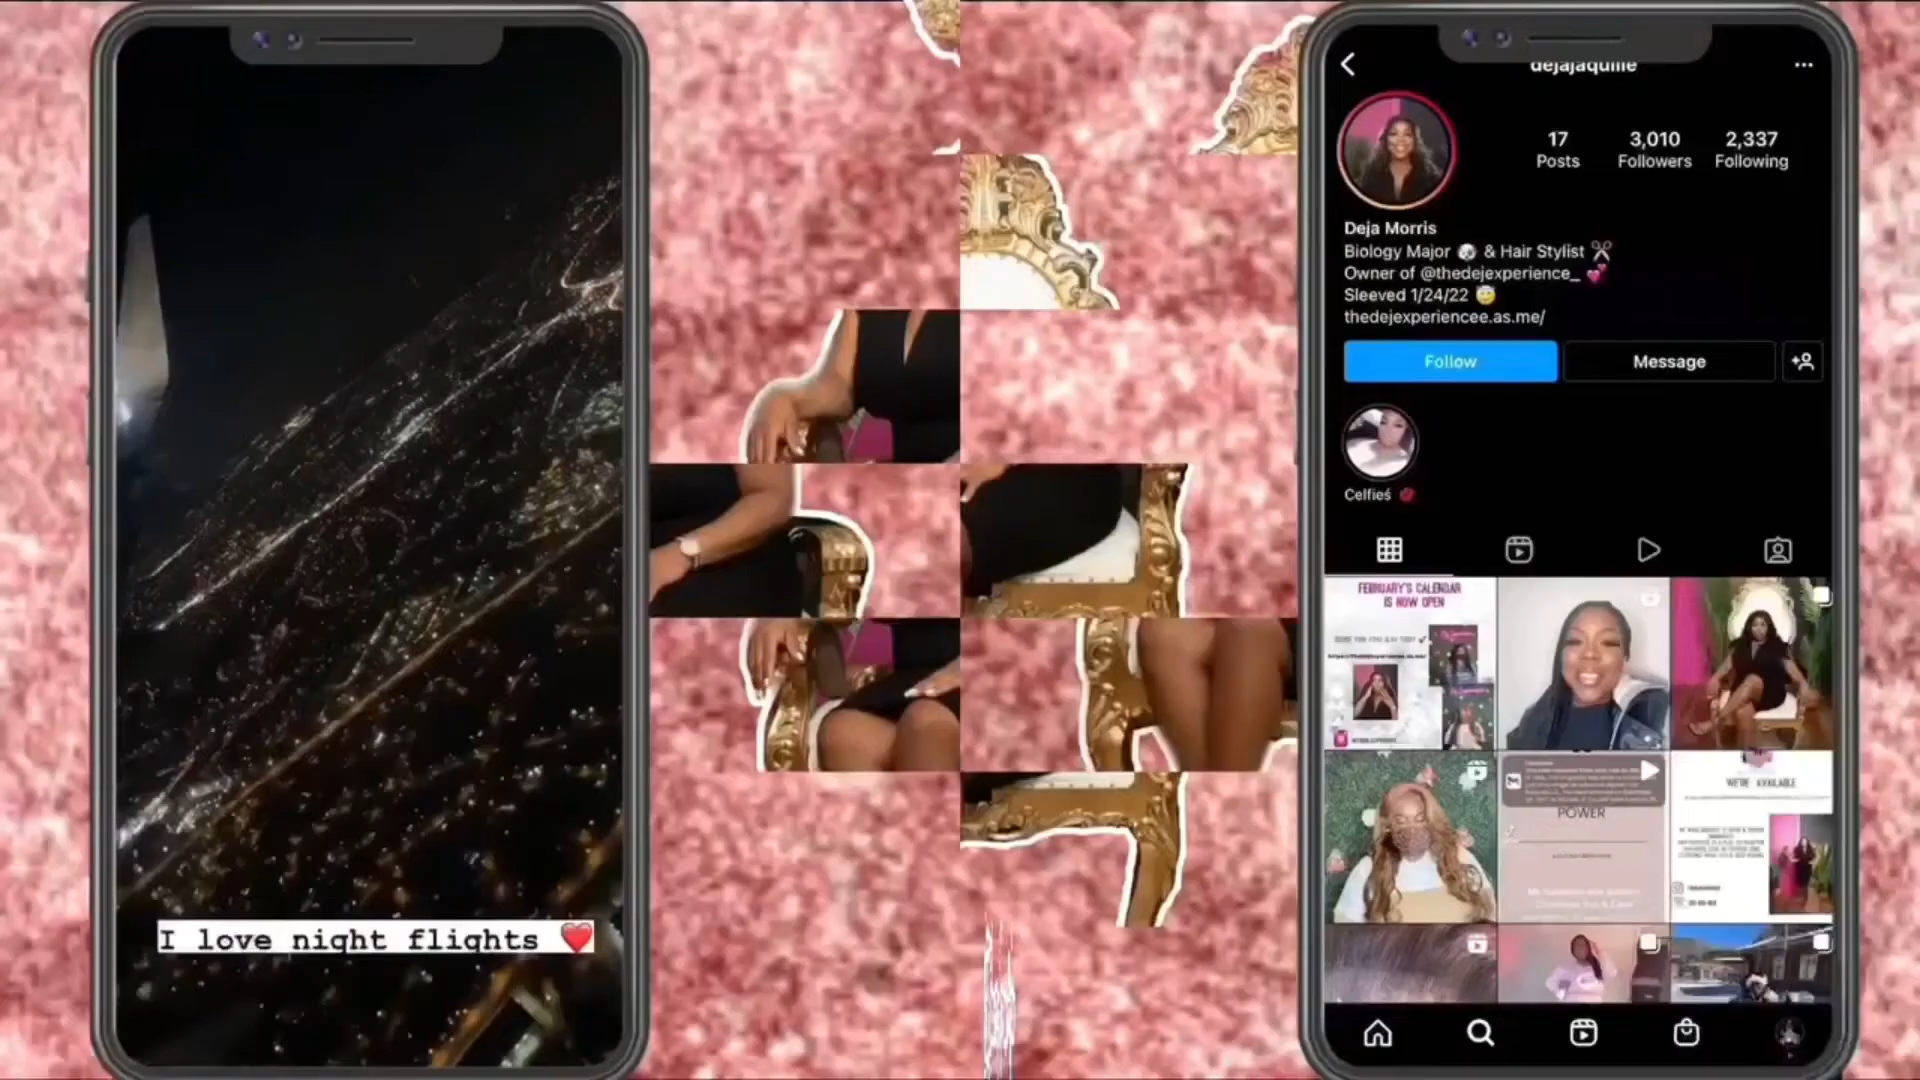 I love night flights ❤️
dejajaquille
17
Posts
3,010
Followers
2,337
Following
Deja Morris
Biology Major & Hair Stylist ✂️
Owner of @thedejexperience_ 💕
Sleeved 1/24/22 😇
thedejexperiencee.as.me/
Follow
Message
Celfieś 💋
FEBRUARY'S CALENDAR
IS NOW OPEN
POWER
WE'RE AVAILABLE